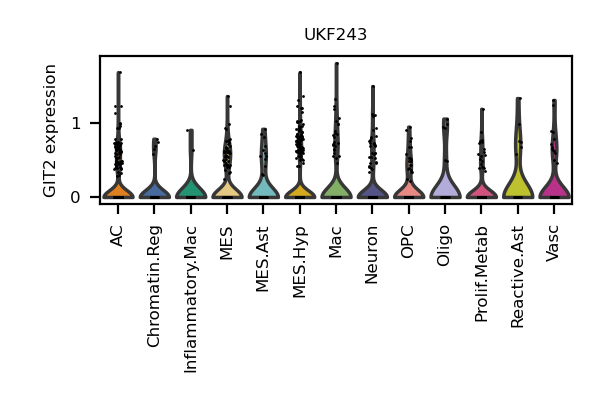 UKF243
GIT2 expression
1
0
AC
Chromatin.Reg
Inflammatory.Mac
MES
MES.Ast
MES.Hyp
Mac
Neuron
OPC
Oligo
Prolif.Metab
Reactive.Ast
Vasc